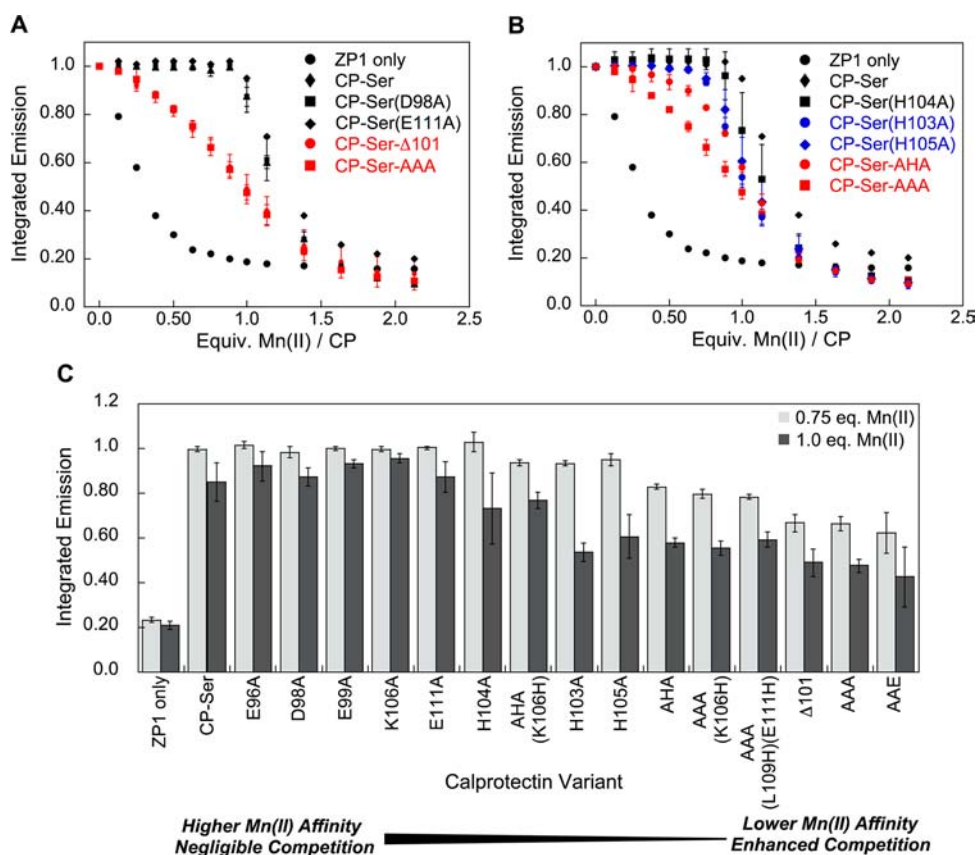 A
Integrated Emission
1.0
0.80
0.60
0.40
0.20
0.0
0.0
0.50
1.0
1.5
2.0
2.5
Equiv. Mn(II) / CP
ZP1 only
CP-Ser
CP-Ser(D98A)
CP-Ser(E111A)
CP-Ser-Δ101
CP-Ser-AAA
B
Integrated Emission
1.0
0.80
0.60
0.40
0.20
0.0
0.0
0.50
1.0
1.5
2.0
2.5
Equiv. Mn(II) / CP
ZP1 only
CP-Ser
CP-Ser(H104A)
CP-Ser(H103A)
CP-Ser(H105A)
CP-Ser-AHA
CP-Ser-AAA
C
Integrated Emission
1.2
1.0
0.80
0.60
0.40
0.20
0.0
0.75 eq. Mn(II)
1.0 eq. Mn(II)
ZP1 only
CP-Ser
E96A
D98A
E99A
K106A
E111A
H104A
AHA
(K106H)
H103A
H105A
AHA
AAA
(K106H)
AAA
(L109H)(E111H)
Δ101
AAA
AAE
Calprotectin Variant
Higher Mn(II) Affinity
Negligible Competition
Lower Mn(II) Affinity
Enhanced Competition